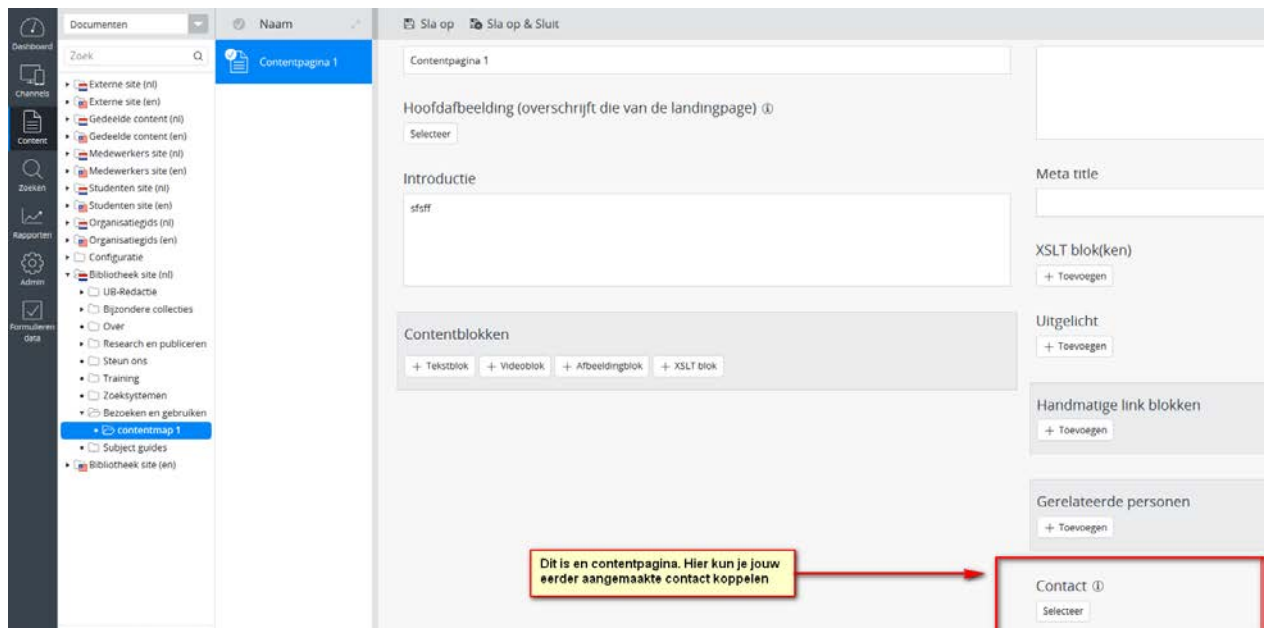 Dashboard
Channels
Content
Zoeken
Rapporten
Admin
Formulieren
data
Documenten
Zoek
Externe site (nl)
Externe site (en)
Gedeelde content (nl)
Gedeelde content (en)
Medewerkers site (nl)
Medewerkers site (en)
Studenten site (nl)
Studenten site (en)
Organisatiegids (nl)
Organisatiegids (en)
Configuratie
Bibliotheek site (nl)
UB-Redactie
Bijzondere collecties
Over
Research en publiceren
Steun ons
Training
Zoeksystemen
Bezoeken en gebruiken
contentmap 1
Subject guides
Bibliotheek site (en)
Naam
Contentpagina 1
Sla op Sla op & Sluit
Contentpagina 1
Hoofdafbeelding (overschrijft die van de landingpage)
Selecteer
Introductie
sfsff
Contentblokken
+ Tekstblok + Videoblok + Afbeeldingblok + XSLT blok
Dit is en contentpagina. Hier kun je jouw
eerder aangemaakte contact koppelen
Meta title
XSLT blok(ken)
+ Toevoegen
Uitgelicht
+ Toevoegen
Handmatige link blokken
+ Toevoegen
Gerelateerde personen
+ Toevoegen
Contact
Selecteer